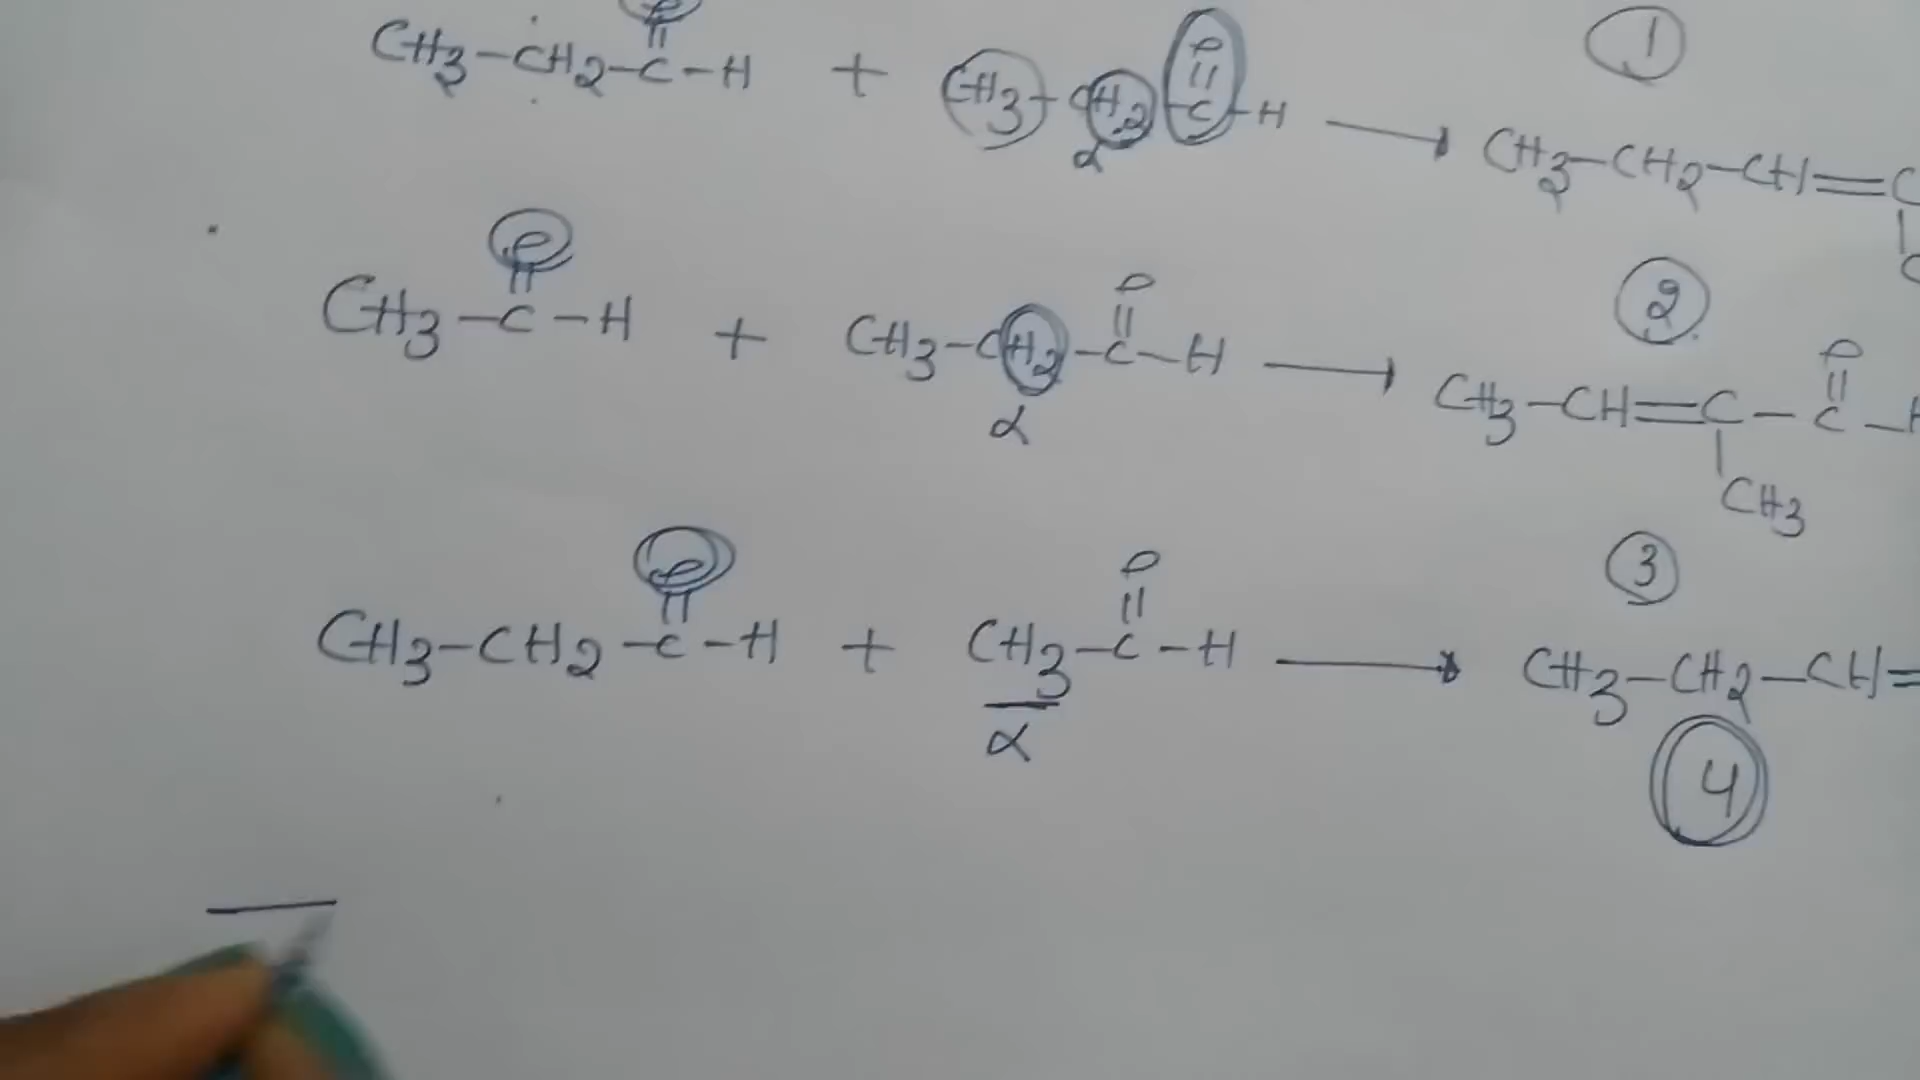 O O
|| ||
CH3-CH2-C-H + CH3-CH2-C-H → CH3-CH2-CH=C
α |
1
O O
|| ||
CH3-C-H + CH3-CH2-C-H → CH3-CH=C-C-H
α | ||
CH3 O
2
O O
|| ||
CH3-CH2-C-H + CH3-C-H → CH3-CH2-CH=
α
3
4